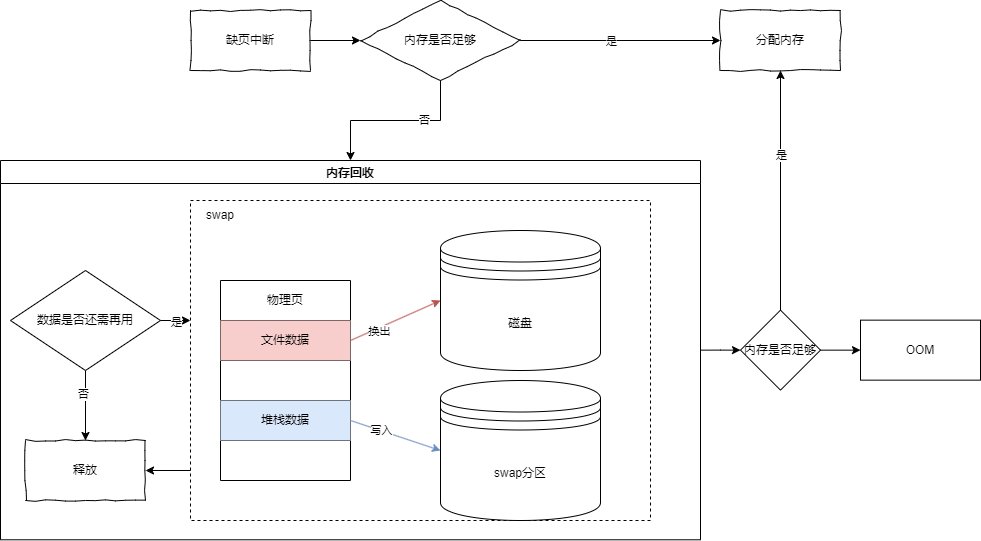 缺页中断
内存是否足够
是
分配内存
否
是
内存回收
swap
物理页
数据是否还需再用
是
文件数据
换出
磁盘
内存是否足够
OOM
否
堆栈数据
写入
释放
swap分区